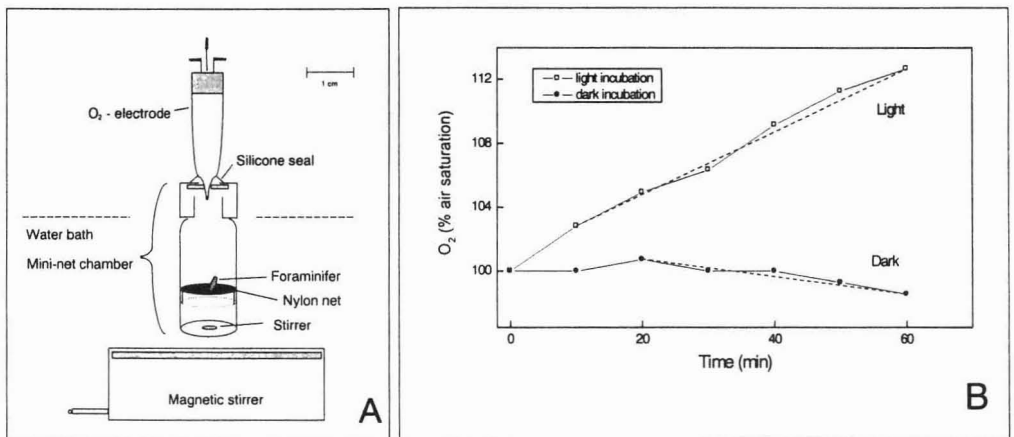 1 cm
O₂ - electrode
Silicone seal
Water bath
Mini-net chamber
Foraminifer
Nylon net
Stirrer
Magnetic stirrer
A
light incubation
dark incubation
Light
Dark
O₂ (% air saturation)
112
108
104
100
0 20 40 60
Time (min)
B